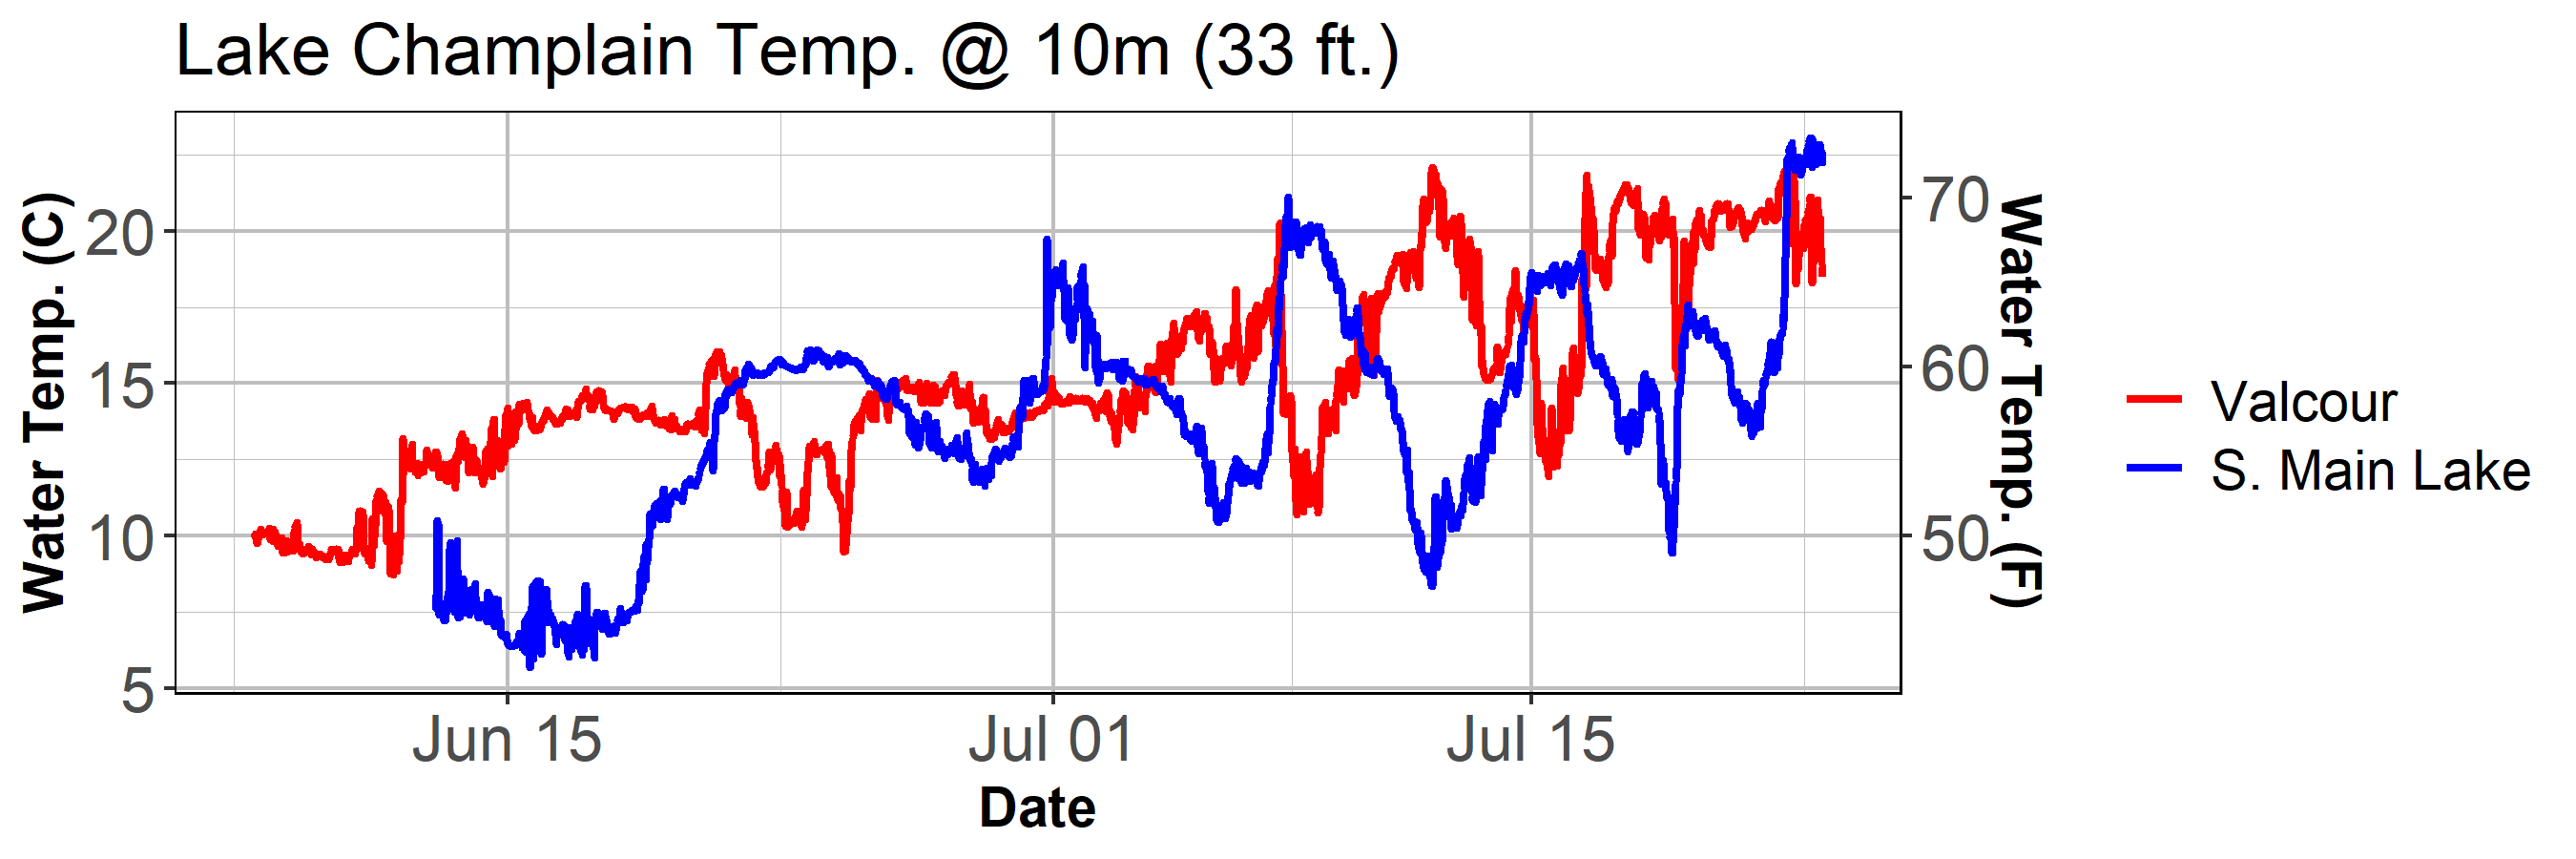 Lake Champlain Temp. @ 10m (33 ft.)
Water Temp. (C)
20
15
10
5
70
60
50
Water Temp. (F)
Jun 15
Jul 01
Jul 15
Date
Valcour
S. Main Lake